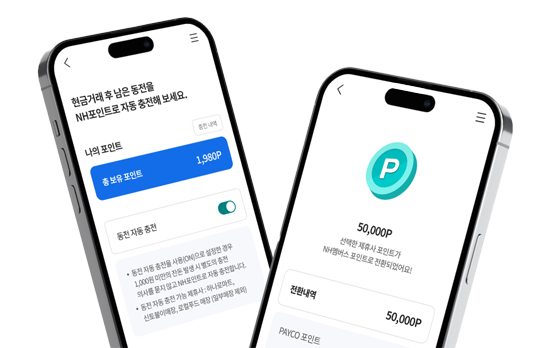 현금거래 후 남은 동전을
NH포인트로 자동 충전해 보세요.
충전 내역
나의 포인트
총 보유 포인트
1,980P
동전 자동 충전
• 동전 자동 충전을 사용(ON)으로 설정한 경우
1,000원 미만의 잔돈 발생 시 별도의 충전
의사를 묻지 않고 NH포인트로 자동 충전합니다.
• 동전 자동 충전 가능 제휴사 : 하나로마트,
신토불이매장, 로컬푸드 매장 (일부매장 제외)
P
50,000P
선택한 제휴사 포인트가
NH멤버스 포인트로 전환되었어요!
전환내역
50,000P
PAYCO 포인트